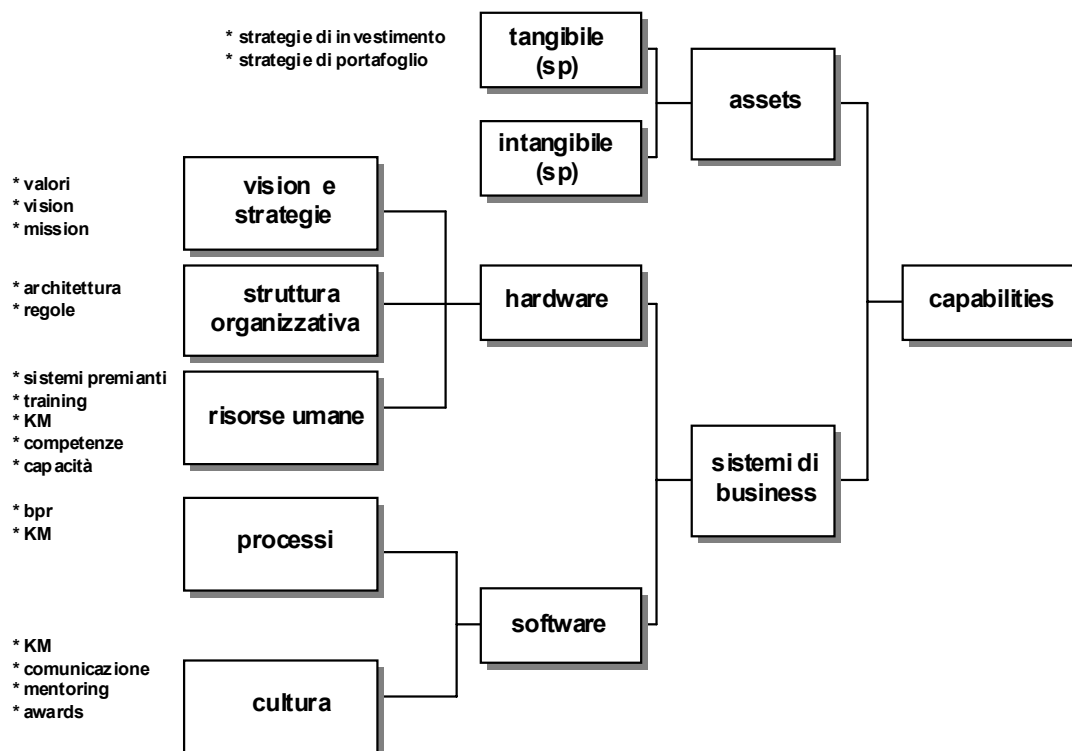 * strategie di investimento
* strategie di portafoglio
tangibile
(sp)
assets
intangibile
(sp)
* valori
* vision
* mission
vision e
strategie
* architettura
* regole
struttura
organizzativa
hardware
capabilities
* sistemi premianti
* training
* KM
* competenze
* capacità
risorse umane
sistemi di
business
* bpr
* KM
processi
software
* KM
* comunicazione
* mentoring
* awards
cultura